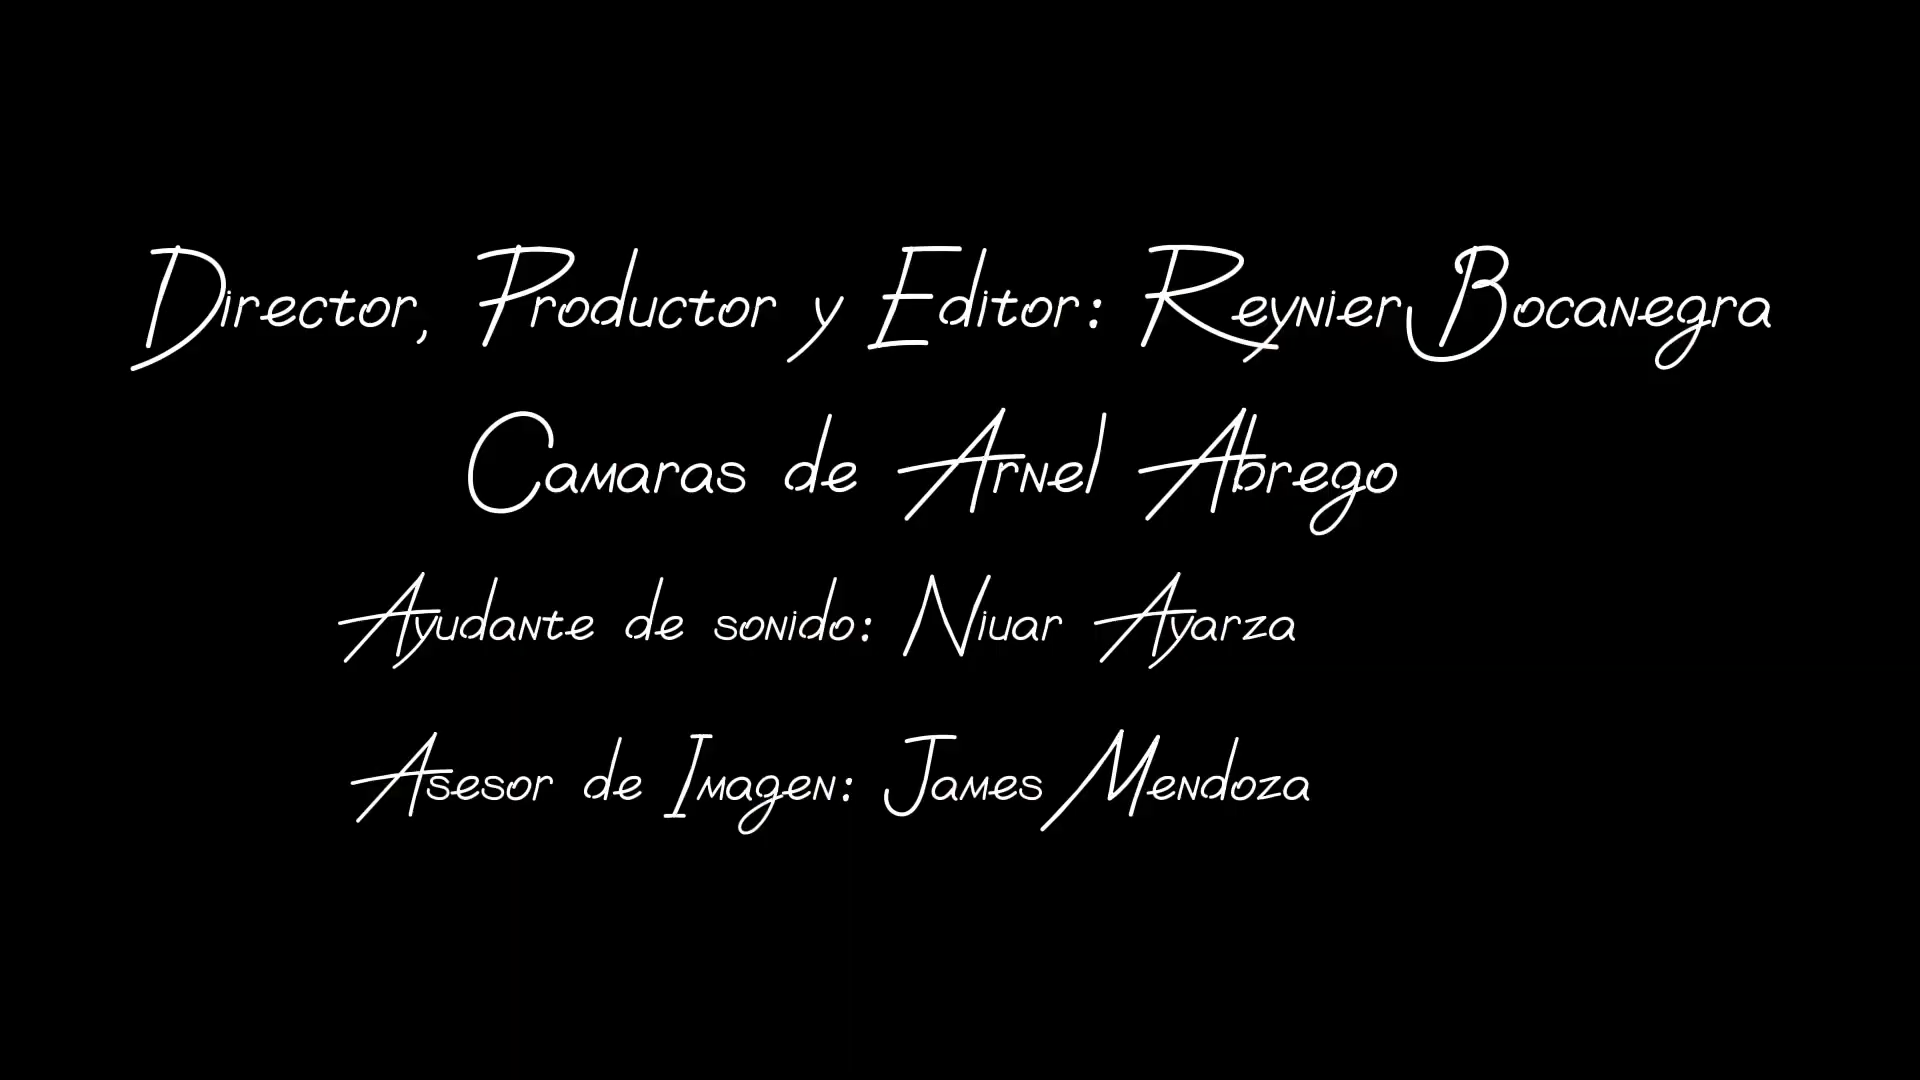 Director, Productor y Editor: Reynier Bocanegra
Camaras de Arnel Abrego
Ayudante de sonido: Niuar Ayarza
Asesor de Imagen: James Mendoza